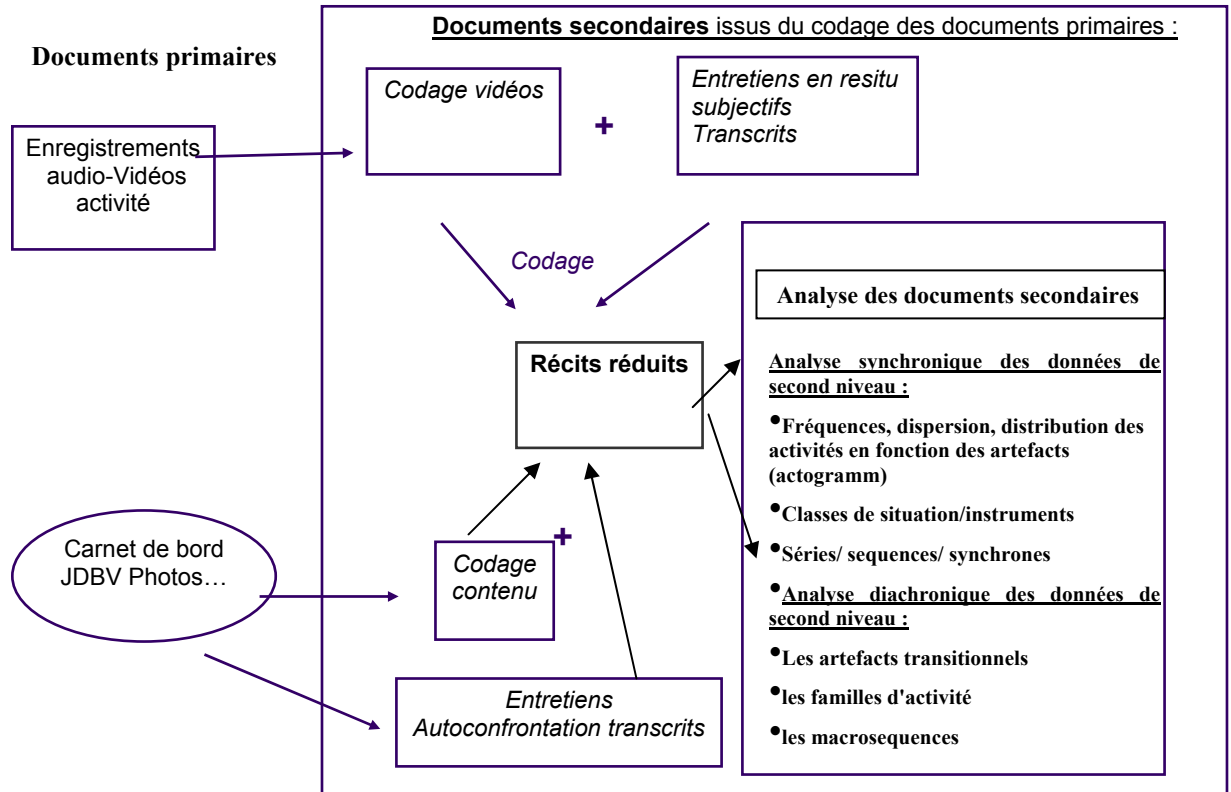 Documents secondaires issus du codage des documents primaires :
Documents primaires
Codage vidéos
+
Entretiens en resitu
subjectifs
Transcrits
Enregistrements
audio-Vidéos
activité
Codage
Récits réduits
Analyse des documents secondaires
Analyse synchronique des données de
second niveau :
•Fréquences, dispersion, distribution des
activités en fonction des artefacts
(actogramm)
•Classes de situation/instruments
•Séries/ sequences/ synchrones
•Analyse diachronique des données de
second niveau :
•Les artefacts transitionnels
•les familles d'activité
•les macrosequences
Carnet de bord
JDBV Photos…
+
Codage
contenu
Entretiens
Autoconfrontation transcrits